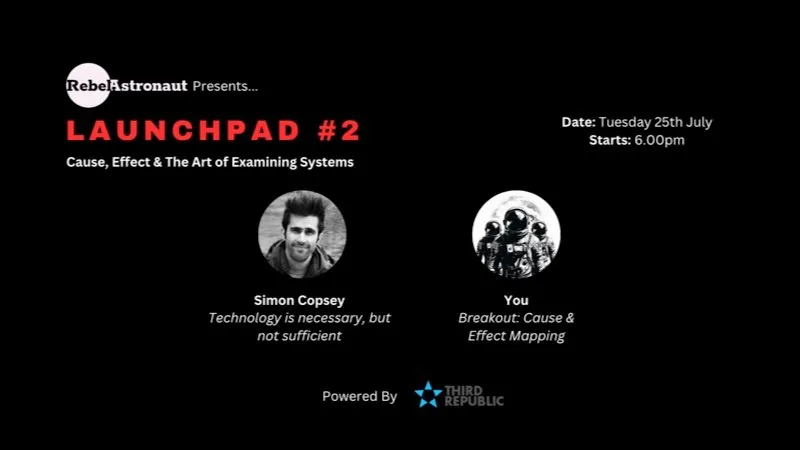 RebelAstronaut Presents...
LAUNCHPAD #2
Cause, Effect & The Art of Examining Systems
Date: Tuesday 25th July
Starts: 6.00pm
Simon Copsey
Technology is necessary, but
not sufficient
You
Breakout: Cause &
Effect Mapping
Powered By
THIRD
REPUBLIC